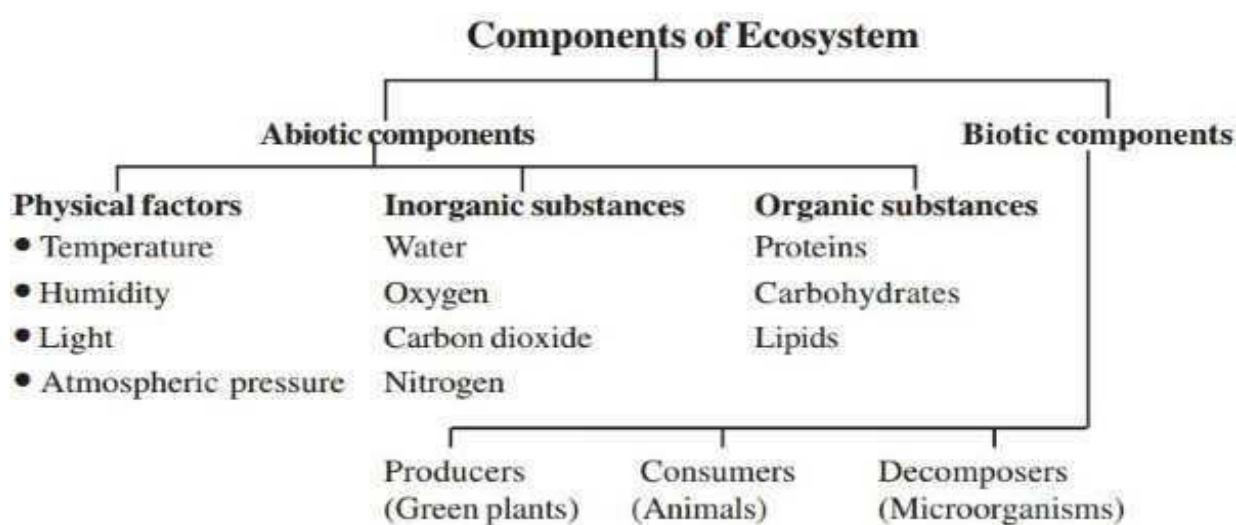 Components of Ecosystem
Abiotic components
Biotic components
Physical factors
• Temperature
• Humidity
• Light
• Atmospheric pressure
Inorganic substances
Water
Oxygen
Carbon dioxide
Nitrogen
Organic substances
Proteins
Carbohydrates
Lipids
Producers
(Green plants)
Consumers
(Animals)
Decomposers
(Microorganisms)